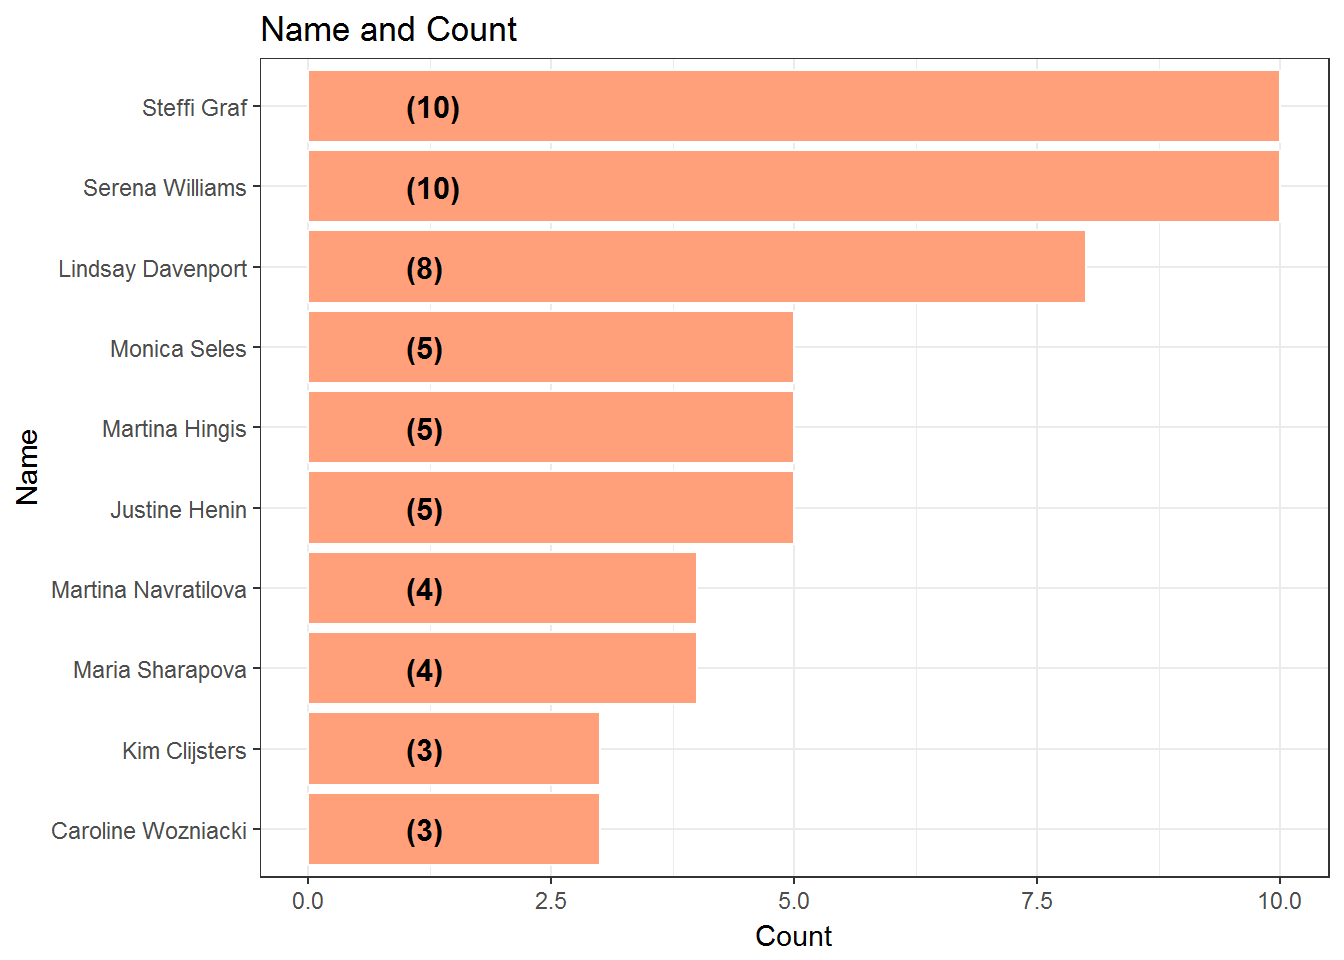 Name and Count
Steffi Graf (10)
Serena Williams (10)
Lindsay Davenport (8)
Monica Seles (5)
Martina Hingis (5)
Justine Henin (5)
Martina Navratilova (4)
Maria Sharapova (4)
Kim Clijsters (3)
Caroline Wozniacki (3)
Name
0.0 2.5 5.0 7.5 10.0
Count